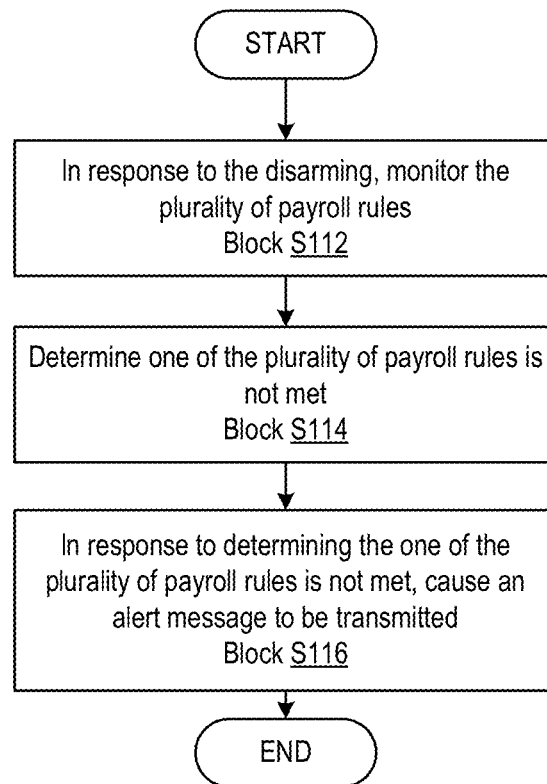 START
In response to the disarming, monitor the
plurality of payroll rules
Block S112
Determine one of the plurality of payroll rules is
not met
Block S114
In response to determining the one of the
plurality of payroll rules is not met, cause an
alert message to be transmitted
Block S116
END